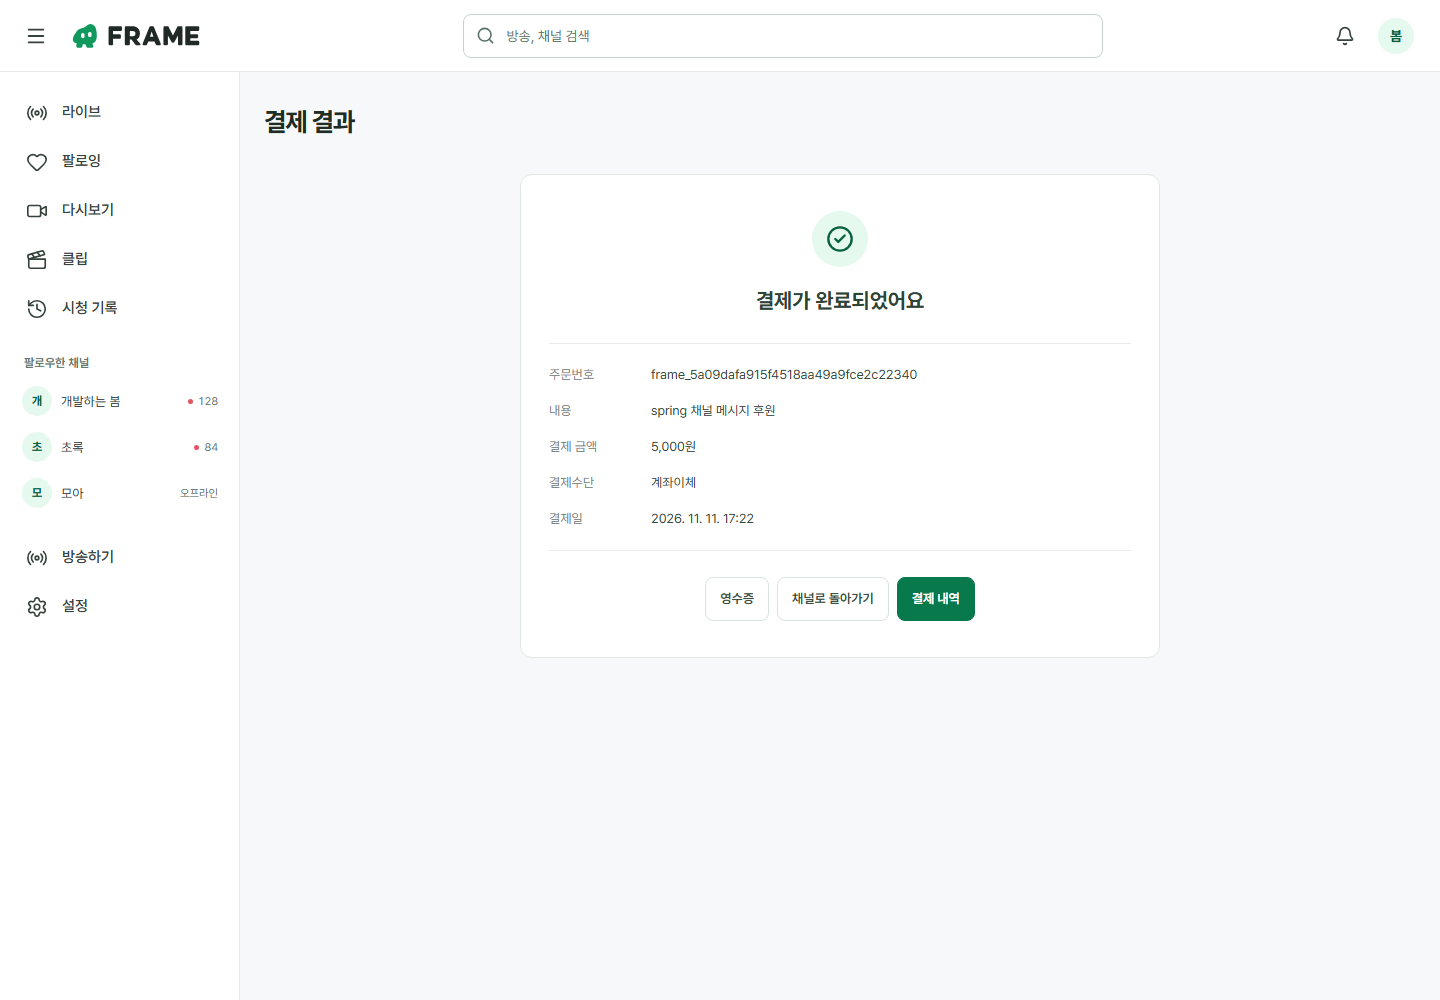 FRAME
방송, 채널 검색
봄
라이브
팔로잉
다시보기
클립
시청 기록
팔로우한 채널
개 개발하는 봄 128
초 초록 84
모 모아 오프라인
방송하기
설정
결제 결과
결제가 완료되었어요
주문번호 frame_5a09dafa915f4518aa49a9fce2c22340
내용 spring 채널 메시지 후원
결제 금액 5,000원
결제수단 계좌이체
결제일 2026. 11. 11. 17:22
영수증 채널로 돌아가기 결제 내역